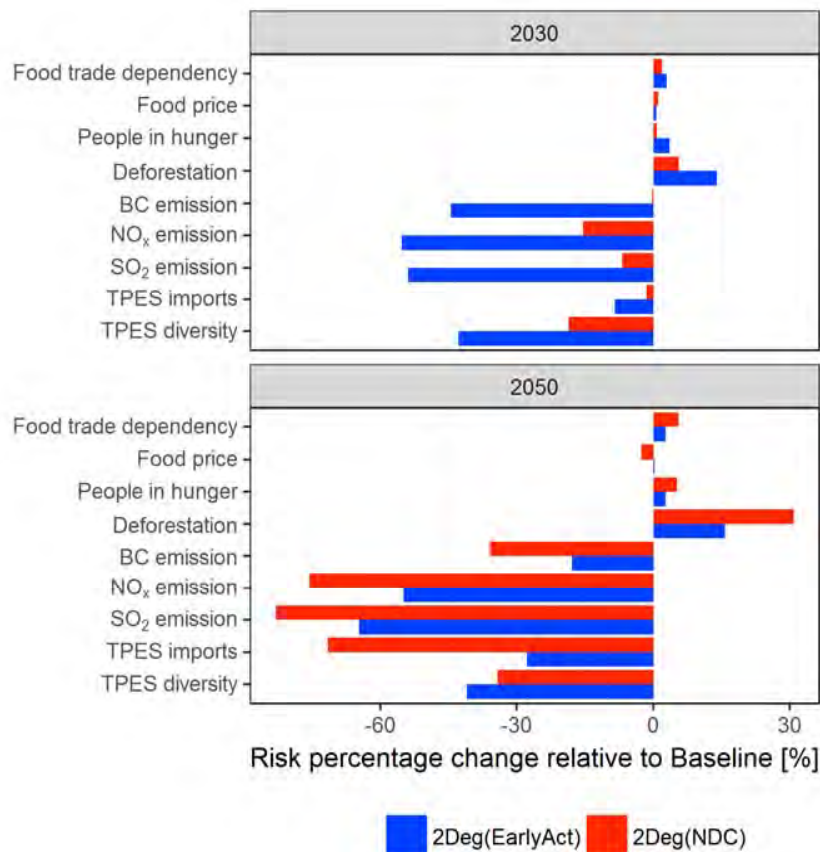 2030
Food trade dependency
Food price
People in hunger
Deforestation
BC emission
NOₓ emission
SO₂ emission
TPES imports
TPES diversity
2050
Food trade dependency
Food price
People in hunger
Deforestation
BC emission
NOₓ emission
SO₂ emission
TPES imports
TPES diversity
-60 -30 0 30
Risk percentage change relative to Baseline [%]
2Deg(EarlyAct) 2Deg(NDC)